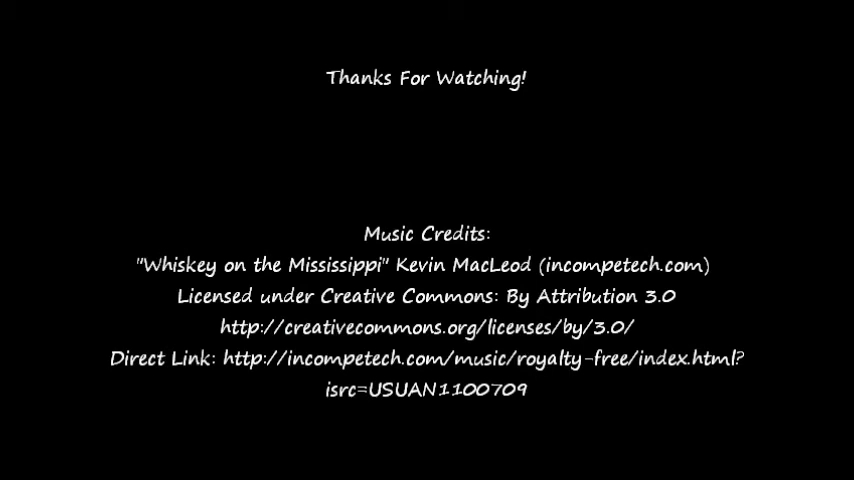 Thanks For Watching!
Music Credits:
"Whiskey on the Mississippi" Kevin MacLeod (incompetech.com)
Licensed under Creative Commons: By Attribution 3.0
http://creativecommons.org/licenses/by/3.0/
Direct Link: http://incompetech.com/music/royalty-free/index.html?
isrc=USUAN1100709